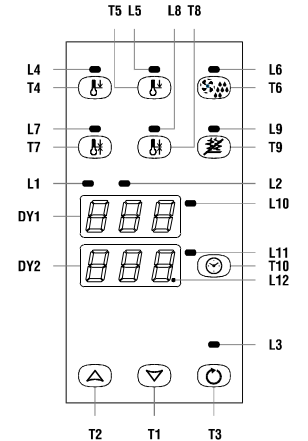 T5 L5 L8 T8
L4 L6
T4 T6
L7 L9
T7 T9
L1 L2
L10
DY1
L11
DY2 T10
L12
L3
T2 T1 T3